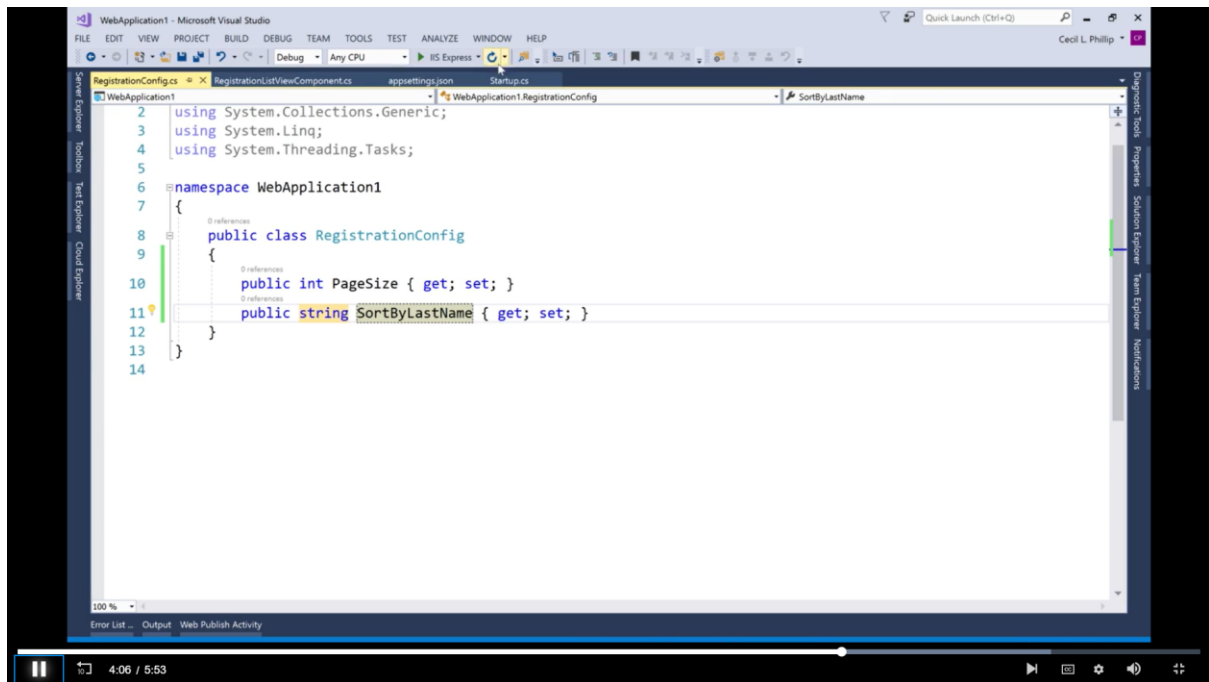 WebApplication1 - Microsoft Visual Studio
Quick Launch (Ctrl+Q)
FILE EDIT VIEW PROJECT BUILD DEBUG TEAM TOOLS TEST ANALYZE WINDOW HELP
Cecil L. Phillip CP
Debug Any CPU IIS Express
RegistrationConfig.cs RegistrationListViewComponent.cs appsettings.json Startup.cs
WebApplication1 WebApplication1.RegistrationConfig SortByLastName
Server Explorer
Toolbox
Test Explorer
Cloud Explorer
2 using System.Collections.Generic;
3 using System.Linq;
4 using System.Threading.Tasks;
5
6 namespace WebApplication1
7 {
0 references
8 public class RegistrationConfig
9 {
0 references
10 public int PageSize { get; set; }
0 references
11 public string SortByLastName { get; set; }
12 }
13 }
14
Diagnostic Tools
Properties
Solution Explorer
Team Explorer
Notifications
100 %
Error List ... Output Web Publish Activity
10 4:06 / 5:53
CC